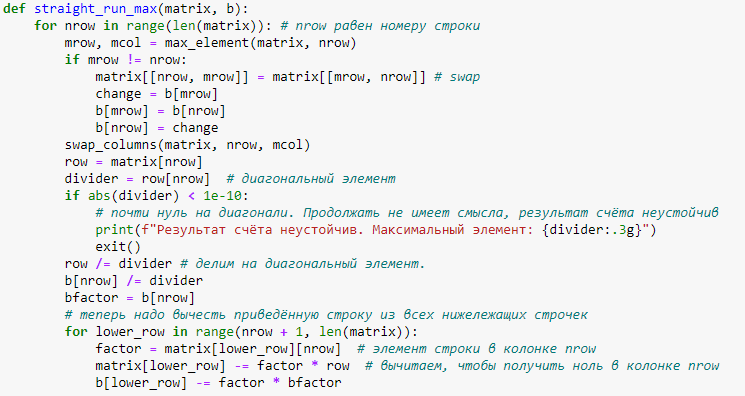 def straight_run_max(matrix, b):
    for nrow in range(len(matrix)): # nrow равен номеру строки
        mrow, mcol = max_element(matrix, nrow)
        if mrow != nrow:
            matrix[[nrow, mrow]] = matrix[[mrow, nrow]] # swap
            change = b[mrow]
            b[mrow] = b[nrow]
            b[nrow] = change
        swap_columns(matrix, nrow, mcol)
        row = matrix[nrow]
        divider = row[nrow]  # диагональный элемент
        if abs(divider) < 1e-10:
            # почти нуль на диагонали. Продолжать не имеет смысла, результат счёта неустойчив
            print(f"Результат счёта неустойчив. Максимальный элемент: {divider:.3g}")
            exit()
        row /= divider # делим на диагональный элемент.
        b[nrow] /= divider
        bfactor = b[nrow]
        # теперь надо вычесть приведённую строку из всех нижележащих строчек
        for lower_row in range(nrow + 1, len(matrix)):
            factor = matrix[lower_row][nrow]  # элемент строки в колонке nrow
            matrix[lower_row] -= factor * row  # вычитаем, чтобы получить ноль в колонке nrow
            b[lower_row] -= factor * bfactor